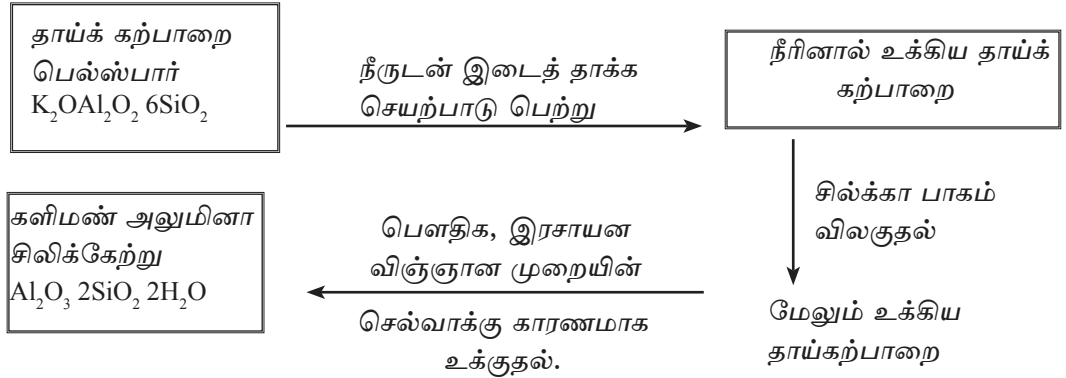 தாய்க் கற்பாறை
பெல்ஸ்பார்
K₂OAl₂O₂ 6SiO₂
நீருடன் இடைத் தாக்க
செயற்பாடு பெற்று
நீரினால் உக்கிய தாய்க்
கற்பாறை
சில்க்கா பாகம்
விலகுதல்
மேலும் உக்கிய
தாய்கற்பாறை
பௌதிக, இரசாயன
விஞ்ஞான முறையின்
செல்வாக்கு காரணமாக
உக்குதல்.
களிமண் அலுமினா
சிலிக்கேற்று
Al₂O₃ 2SiO₂ 2H₂O